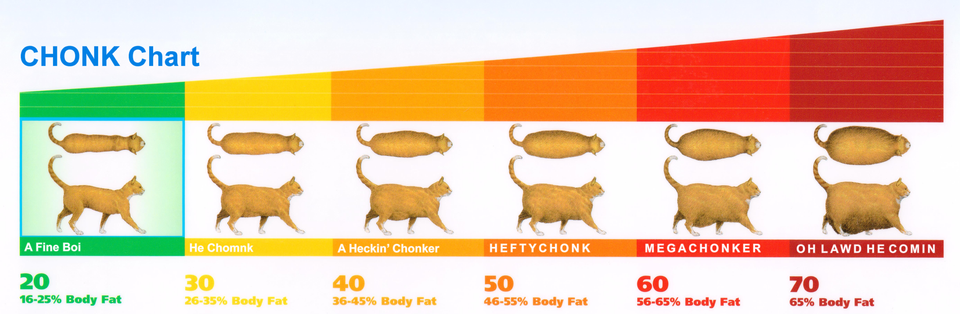 CHONK Chart
A Fine Boi
He Chomnk
A Heckin' Chonker
HEFTYCHONK
MEGACHONKER
OH LAWD HE COMIN
20
16-25% Body Fat
30
26-35% Body Fat
40
36-45% Body Fat
50
46-55% Body Fat
60
56-65% Body Fat
70
65% Body Fat